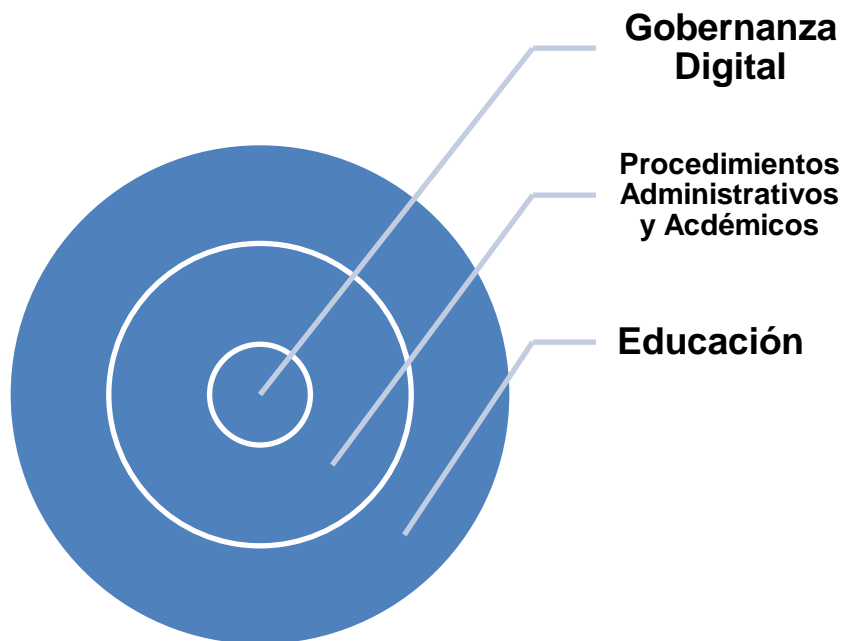 Gobernanza
Digital
Procedimientos
Administrativos
y Acdémicos
Educación